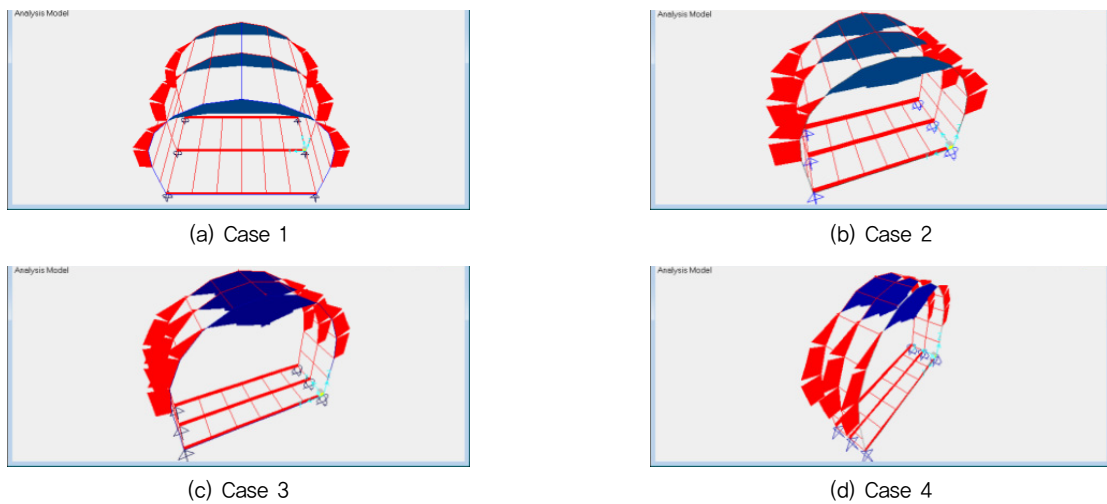 Analysis Model
Analysis Model
(a) Case 1
(b) Case 2
Analysis Model
Analysis Model
(c) Case 3
(d) Case 4